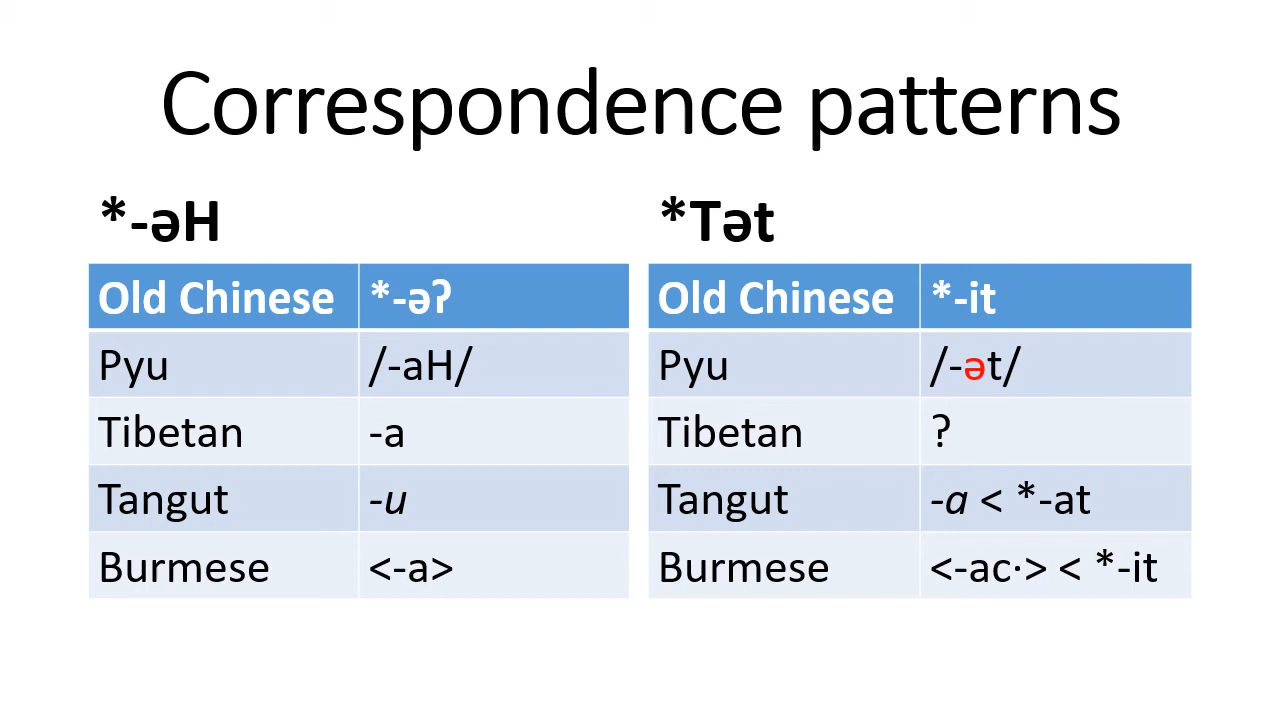 Correspondence patterns
*-əH
Old Chinese *-əʔ
Pyu /-aH/
Tibetan -a
Tangut -u
Burmese <-a>
*Tət
Old Chinese *-it
Pyu /-ət/
Tibetan ?
Tangut -a < *-at
Burmese <-ac·> < *-it